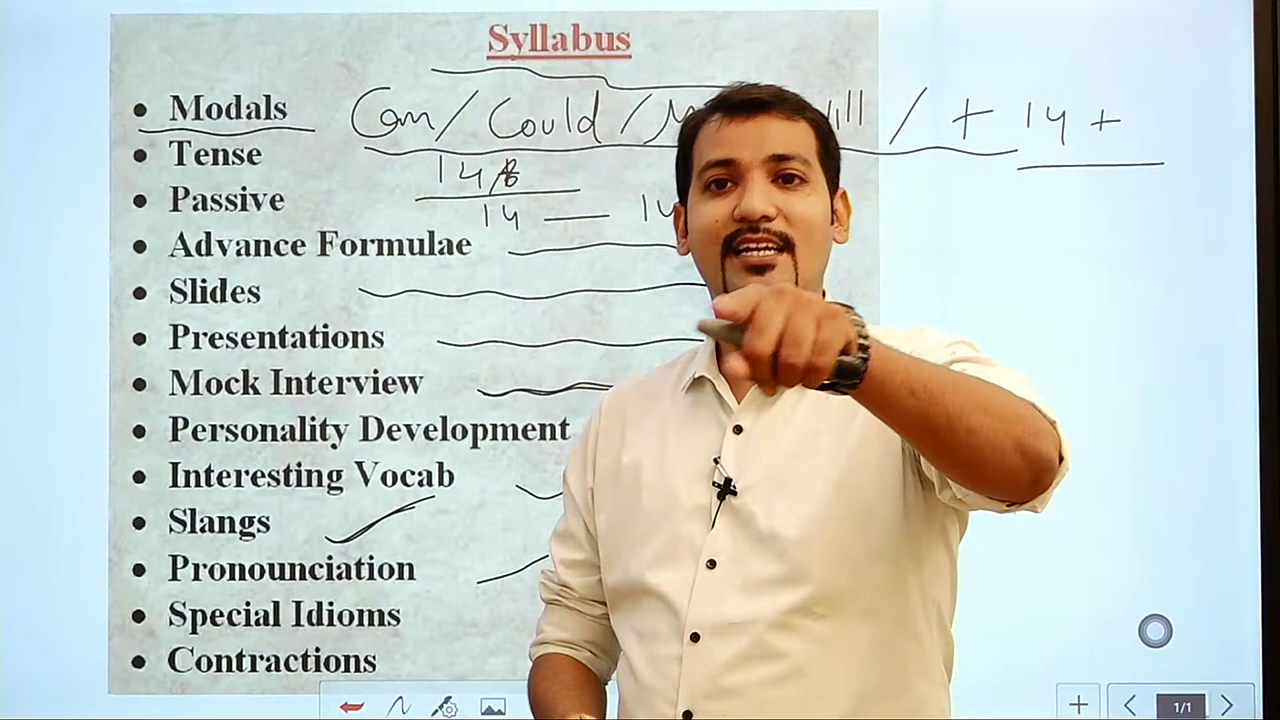 Syllabus
• Modals Can / Could / ill / + 14 +
• Tense
14
• Passive
14 — 14
• Advance Formulae
• Slides
• Presentations
• Mock Interview
• Personality Development
• Interesting Vocab
• Slangs
• Pronounciation
• Special Idioms
• Contractions
1/1